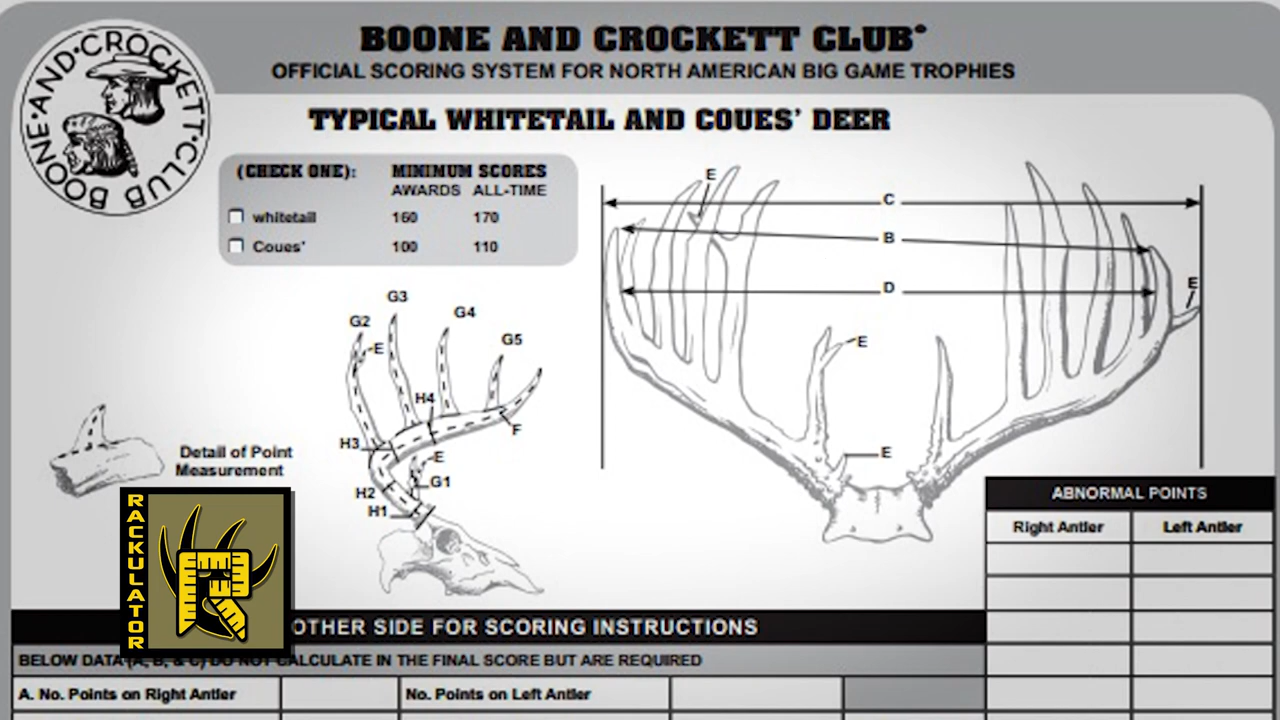 BOONE AND CROCKETT CLUB®
OFFICIAL SCORING SYSTEM FOR NORTH AMERICAN BIG GAME TROPHIES
BOONE·AND·CROCKETT·CLUB
TYPICAL WHITETAIL AND COUES' DEER
(CHECK ONE): MINIMUM SCORES
AWARDS ALL-TIME
whitetail 160 170
Coues' 100 110
E
C
B
D
E
E
E
G3
G2
G4
E
G5
H4
F
H3
E
G1
H2
H1
Detail of Point
Measurement
RACKULATOR
ABNORMAL POINTS
Right Antler Left Antler
OTHER SIDE FOR SCORING INSTRUCTIONS
BELOW DATA (A, B, & C) DO NOT CALCULATE IN THE FINAL SCORE BUT ARE REQUIRED
A. No. Points on Right Antler No. Points on Left Antler